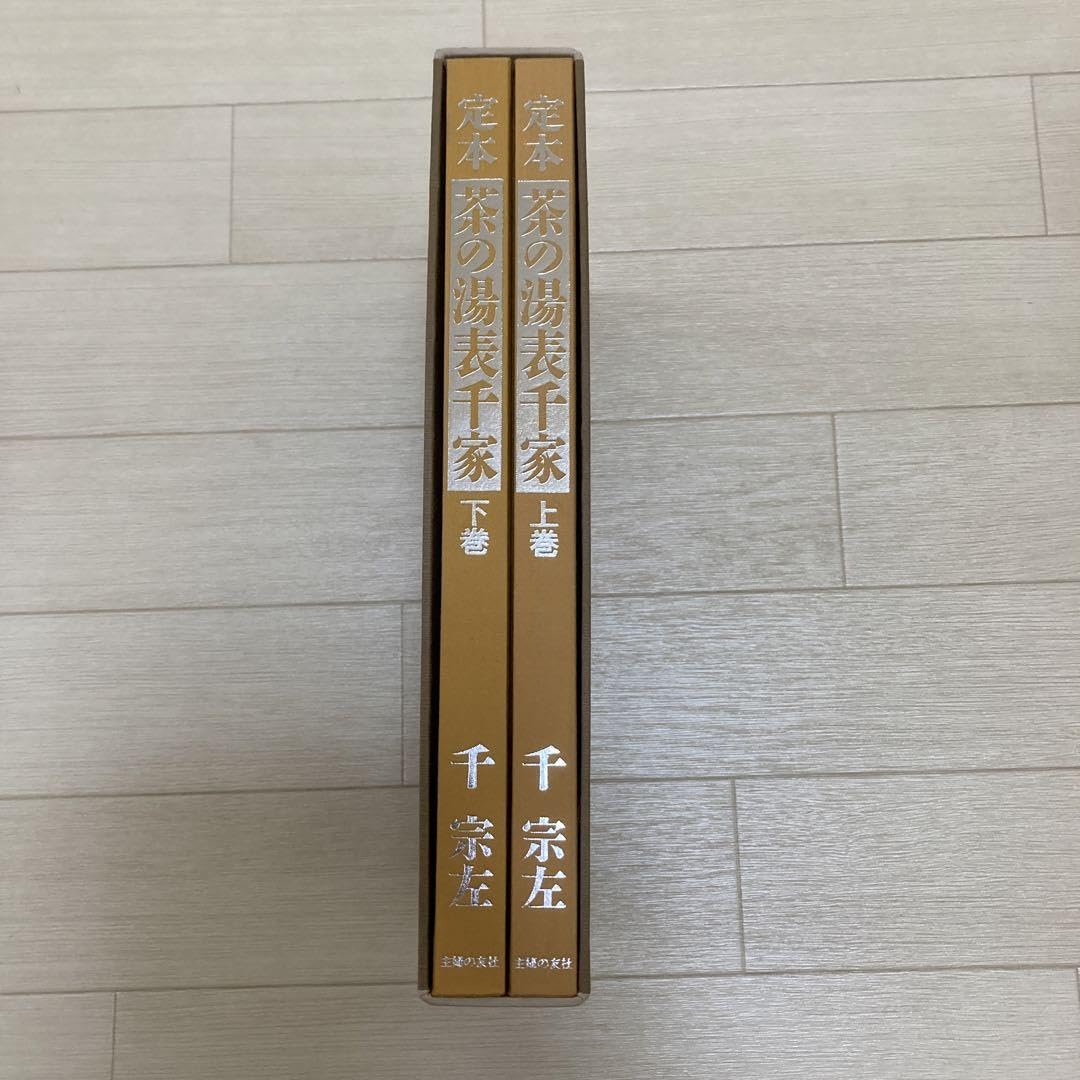 定本
茶の湯表千家
上巻
千 宗左
主婦の友社
定本
茶の湯表千家
下巻
千 宗左
主婦の友社